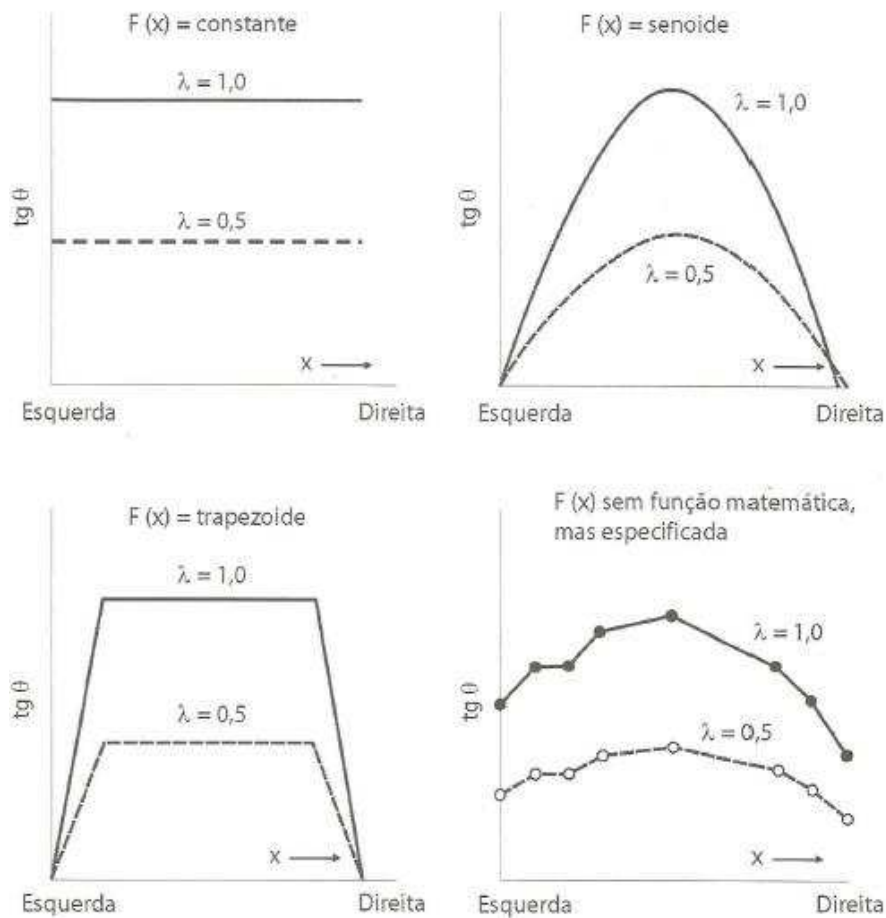 F (x) = constante
λ = 1,0
tg θ
λ = 0,5
x
Esquerda
Direita
F (x) = senoide
λ = 1,0
tg θ
λ = 0,5
x
Esquerda
Direita
F (x) = trapezoide
λ = 1,0
tg θ
λ = 0,5
x
Esquerda
Direita
F (x) sem função matemática,
mas especificada
λ = 1,0
tg θ
λ = 0,5
x
Esquerda
Direita